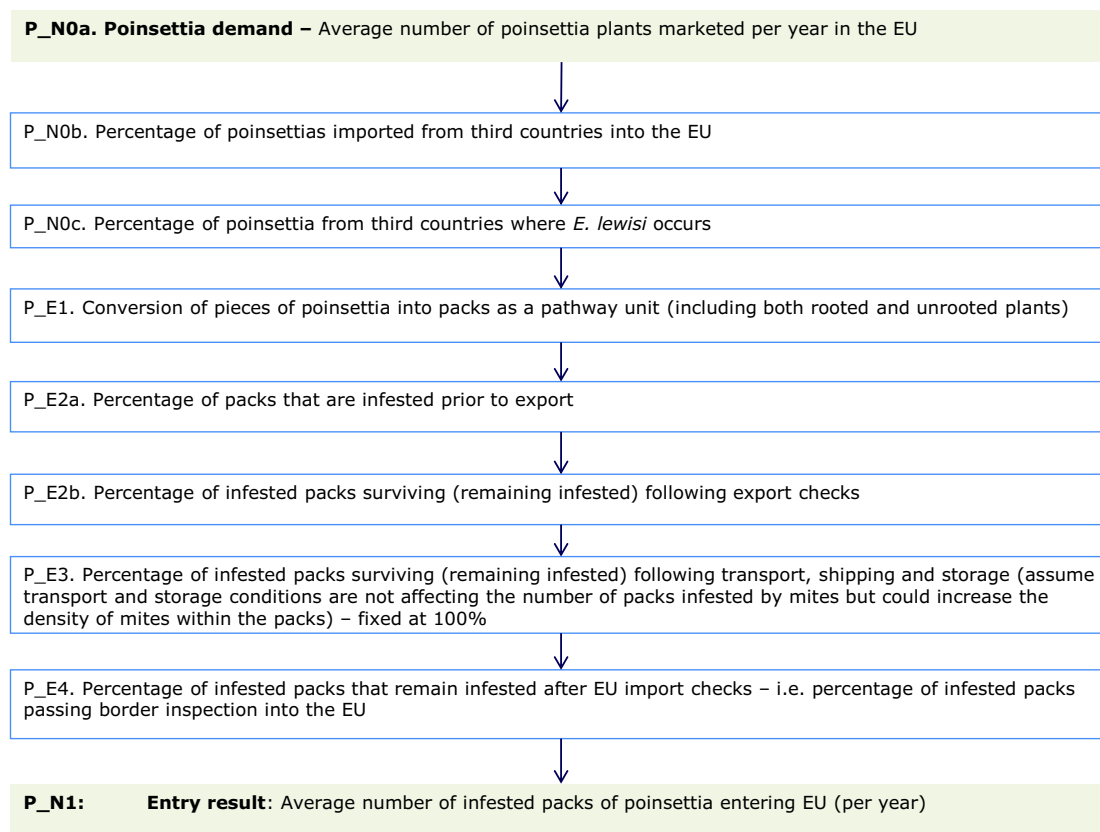 P_N0a. Poinsettia demand – Average number of poinsettia plants marketed per year in the EU
P_N0b. Percentage of poinsettias imported from third countries into the EU
P_N0c. Percentage of poinsettia from third countries where E. lewisi occurs
P_E1. Conversion of pieces of poinsettia into packs as a pathway unit (including both rooted and unrooted plants)
P_E2a. Percentage of packs that are infested prior to export
P_E2b. Percentage of infested packs surviving (remaining infested) following export checks
P_E3. Percentage of infested packs surviving (remaining infested) following transport, shipping and storage (assume
transport and storage conditions are not affecting the number of packs infested by mites but could increase the
density of mites within the packs) – fixed at 100%
P_E4. Percentage of infested packs that remain infested after EU import checks – i.e. percentage of infested packs
passing border inspection into the EU
P_N1: Entry result: Average number of infested packs of poinsettia entering EU (per year)